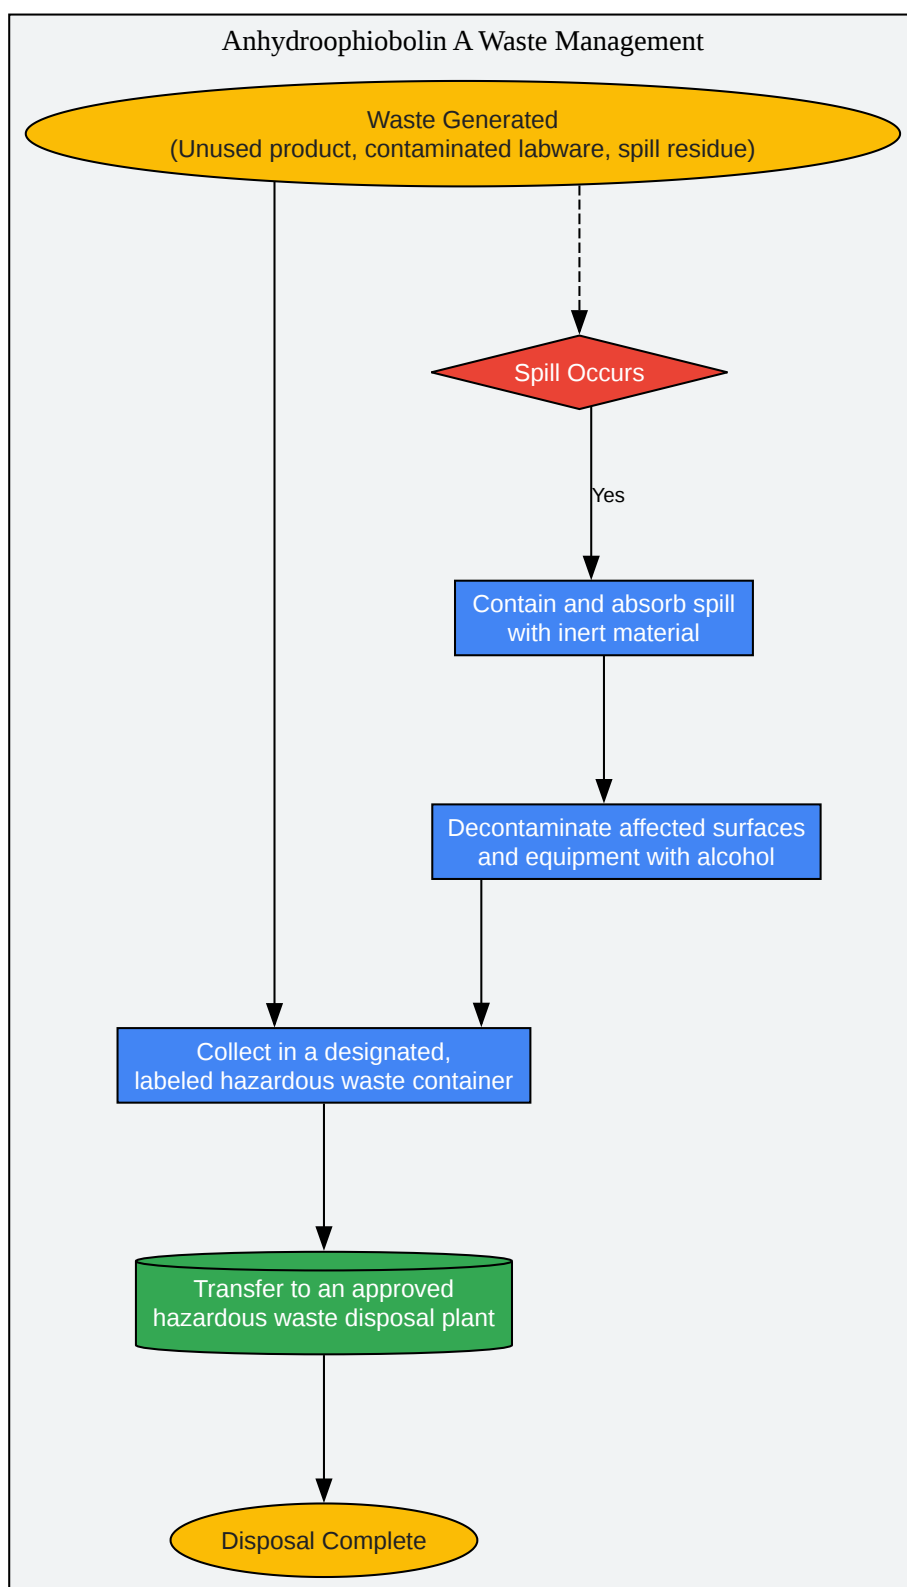 Anhydroophiobolin A Waste Management
Waste Generated
(Unused product, contaminated labware, spill residue)
Spill Occurs
Yes
Contain and absorb spill
with inert material
Decontaminate affected surfaces
and equipment with alcohol
Collect in a designated,
labeled hazardous waste container
Transfer to an approved
hazardous waste disposal plant
Disposal Complete